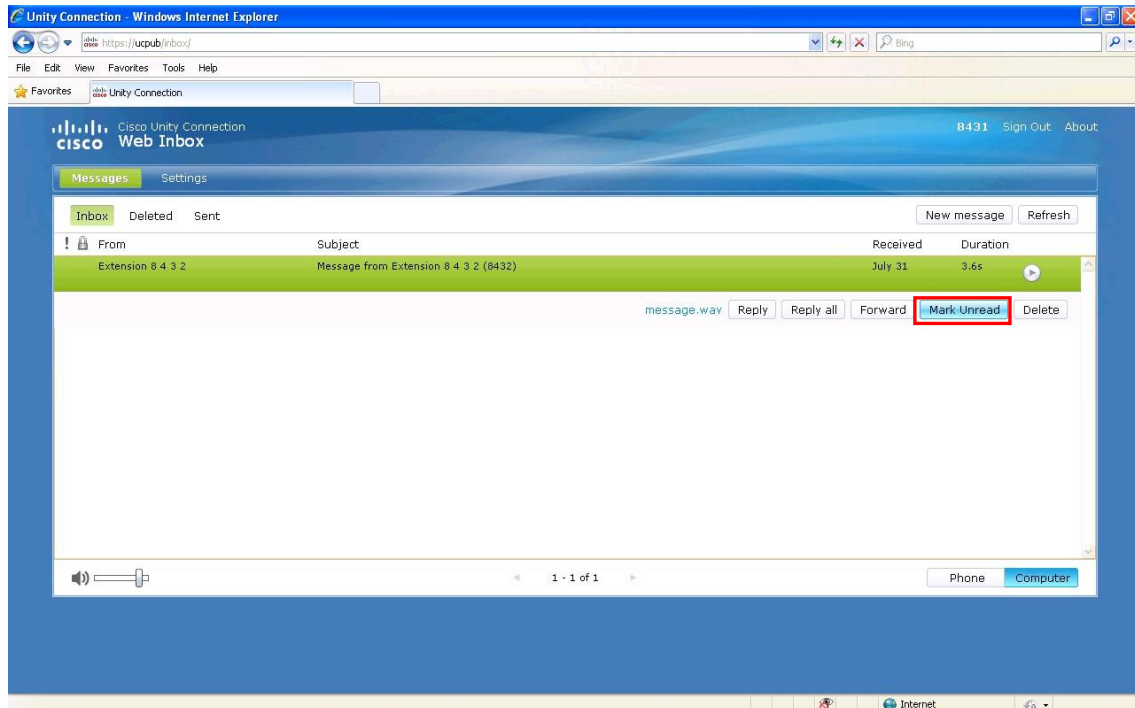 Unity Connection - Windows Internet Explorer
https://ucpub/inbox/ Bing
File Edit View Favorites Tools Help
Favorites Unity Connection
Cisco Unity Connection 8431 Sign Out About
cisco Web Inbox
Messages Settings
Inbox Deleted Sent New message Refresh
! From Subject Received Duration
Extension 8 4 3 2 Message from Extension 8 4 3 2 (8432) July 31 3.6s
message.wav Reply Reply all Forward Mark Unread Delete
1 - 1 of 1 Phone Computer
Internet